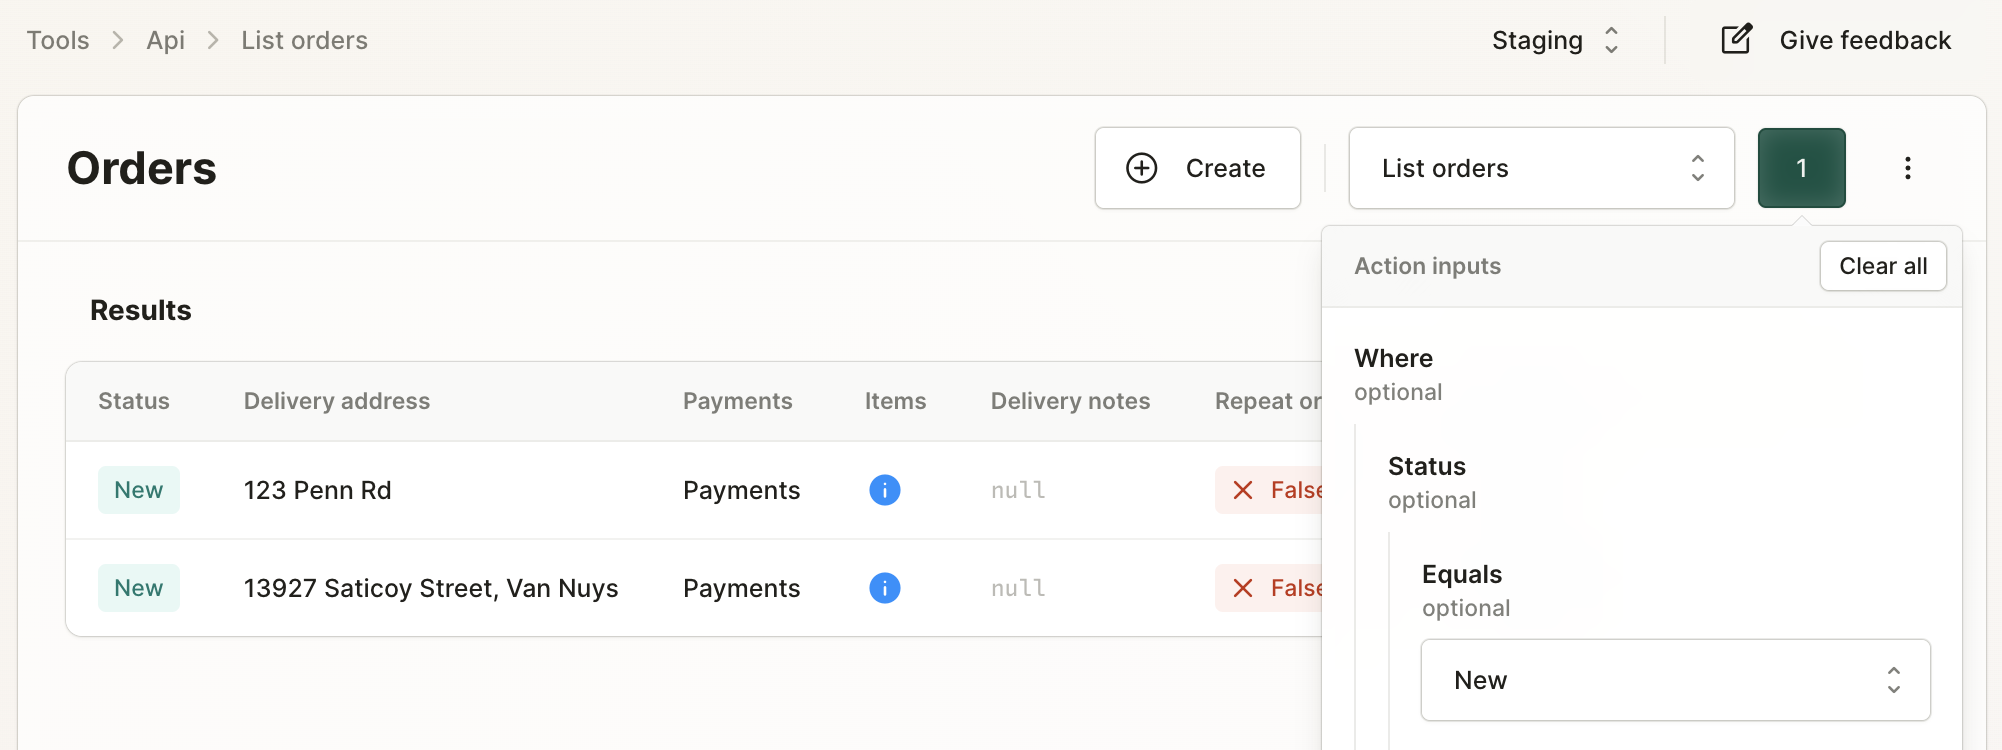 Tools > Api > List orders
Staging
Give feedback
Orders
Create
List orders
1
Action inputs
Clear all
Results
Where
optional
Status Delivery address Payments Items Delivery notes Repeat or
New 123 Penn Rd Payments null False
New 13927 Saticoy Street, Van Nuys Payments null False
Status
optional
Equals
optional
New